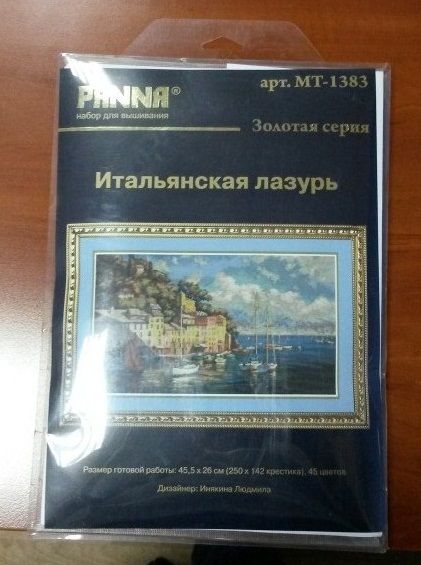 PANNA®
набор для вышивания
арт. МТ-1383
Золотая серия
Итальянская лазурь
Размер готовой работы: 45,5 х 26 см (250 х 142 крестика), 45 цветов
Дизайнер: Инякина Людмила